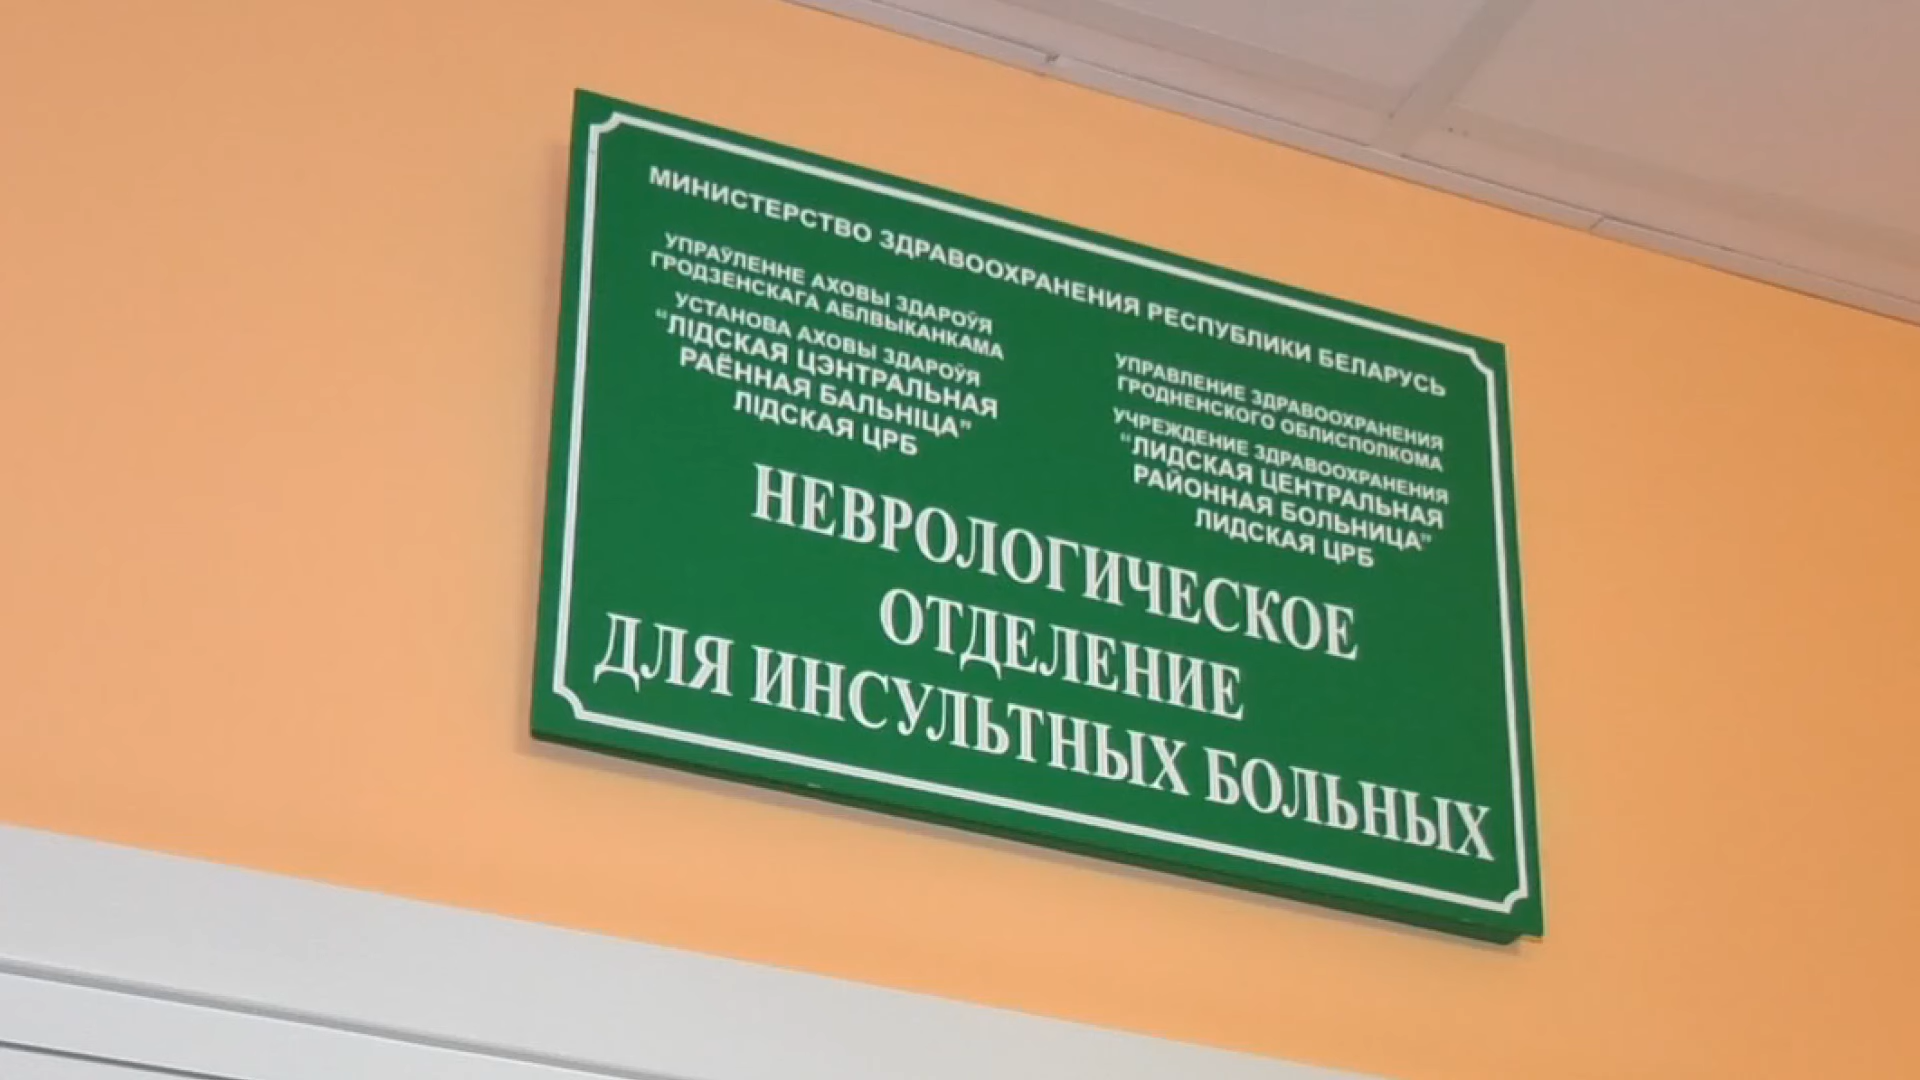 МИНИСТЕРСТВО ЗДРАВООХРАНЕНИЯ РЕСПУБЛИКИ БЕЛАРУСЬ
УПРАЎЛЕННЕ АХОВЫ ЗДАРОЎЯ
ГРОДЗЕНСКАГА АБЛВЫКАНКАМА
УСТАНОВА АХОВЫ ЗДАРОЎЯ
“ЛІДСКАЯ ЦЭНТРАЛЬНАЯ
РАЁННАЯ БАЛЬНІЦА”
ЛІДСКАЯ ЦРБ
УПРАВЛЕНИЕ ЗДРАВООХРАНЕНИЯ
ГРОДНЕНСКОГО ОБЛИСПОЛКОМА
УЧРЕЖДЕНИЕ ЗДРАВООХРАНЕНИЯ
“ЛИДСКАЯ ЦЕНТРАЛЬНАЯ
РАЙОННАЯ БОЛЬНИЦА”
ЛИДСКАЯ ЦРБ
НЕВРОЛОГИЧЕСКОЕ
ОТДЕЛЕНИЕ
ДЛЯ ИНСУЛЬТНЫХ БОЛЬНЫХ